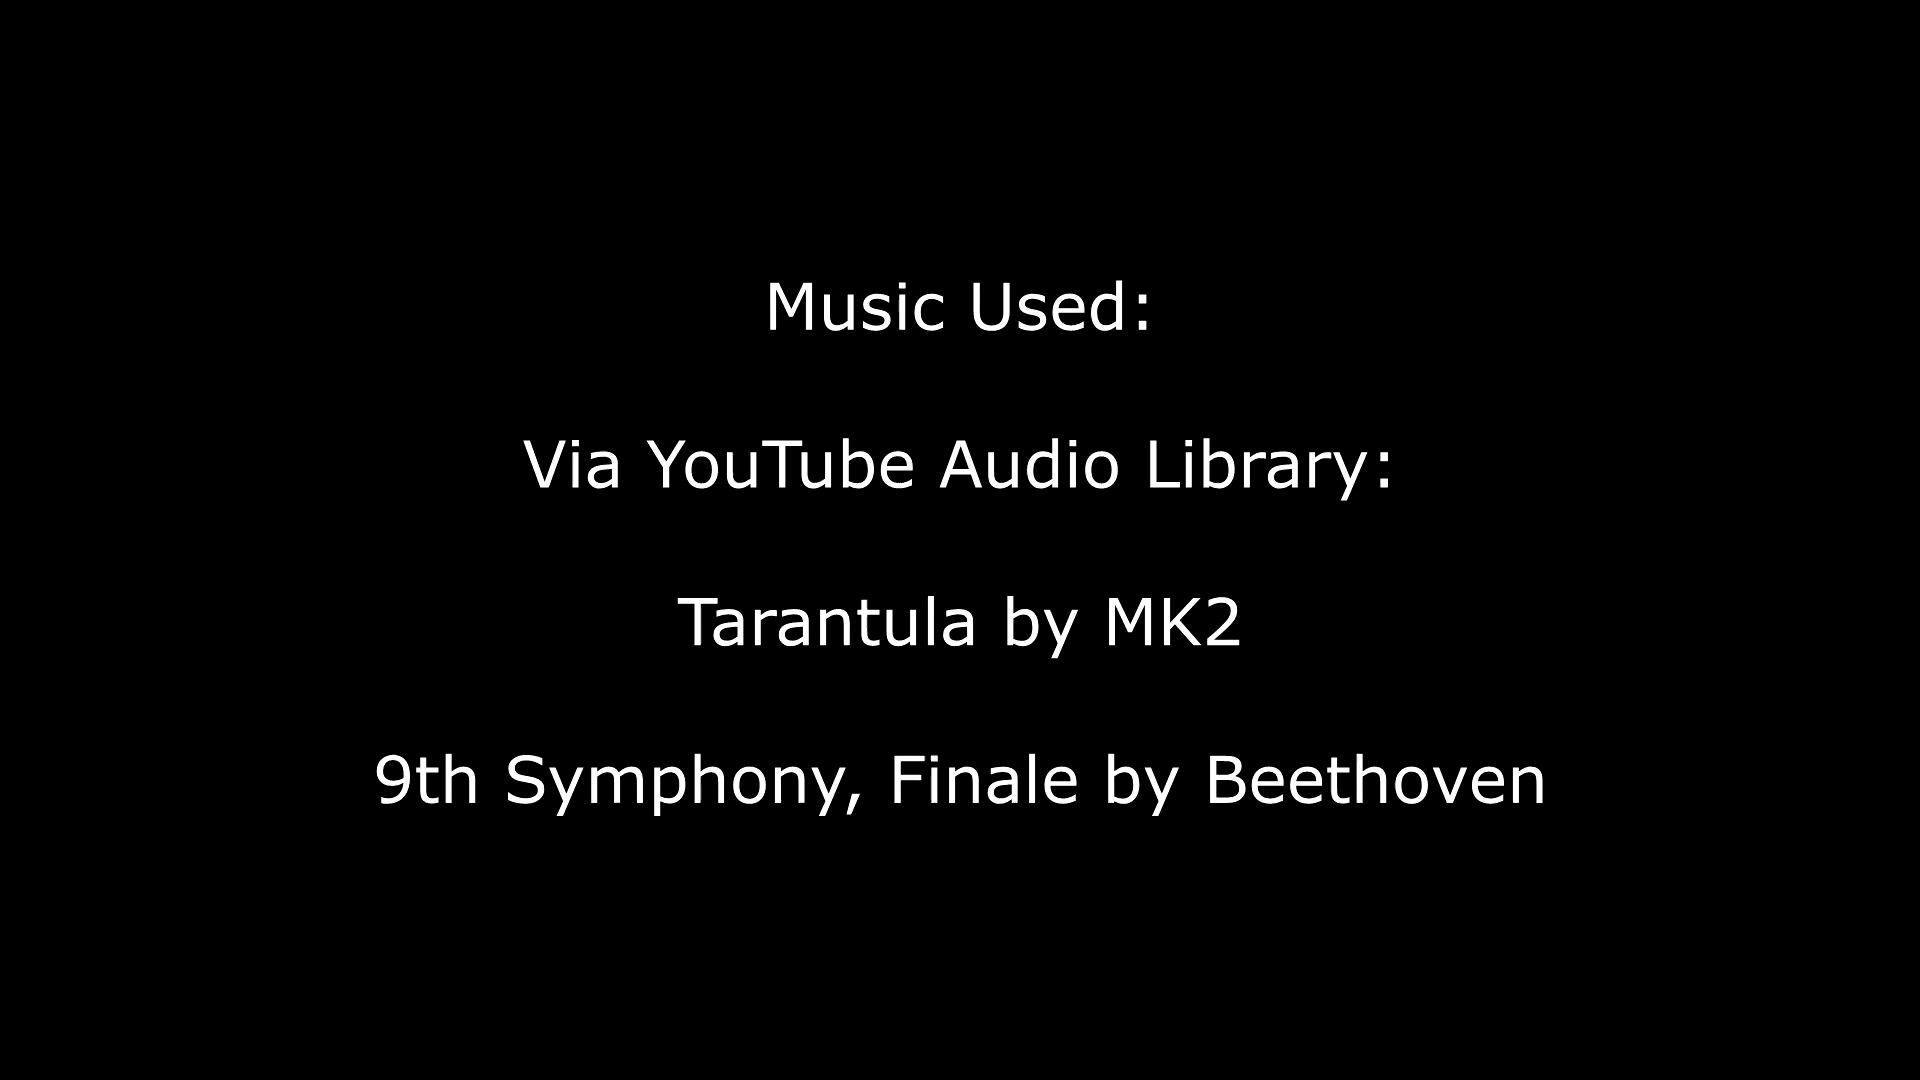 Music Used:
Via YouTube Audio Library:
Tarantula by MK2
9th Symphony, Finale by Beethoven